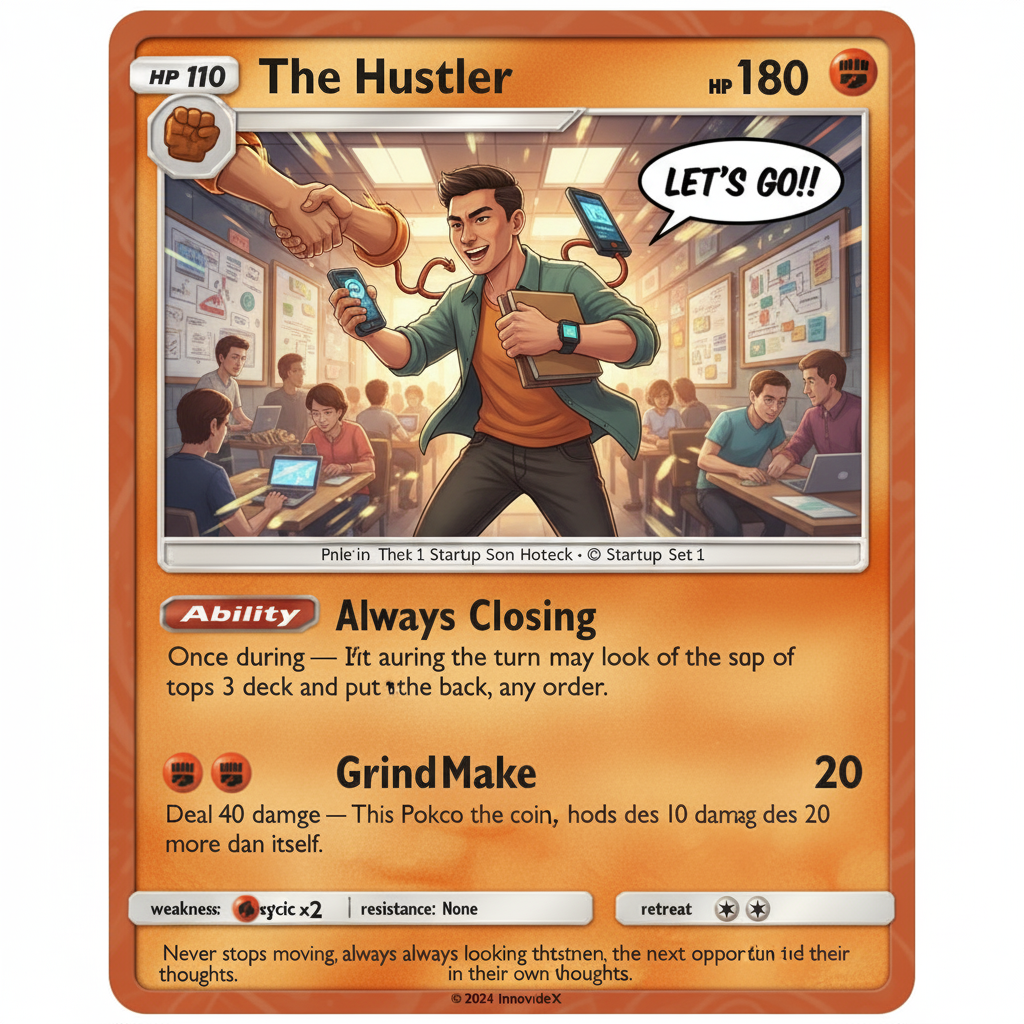 HP 110 The Hustler HP 180
LET'S GO!!
Pnle·in Thek 1 Startup Son Hoteck · © Startup Set 1
Ability Always Closing
Once during — auring the turn may look of the sop of
tops 3 deck and put the back, any order.
GrindMake 20
Deal 40 damge — This Pokco the coin, hods des 10 damag des 20
more dan itself.
weakness: x2 resistance: None retreat
Never stops moving, always always looking the next their
thoughts. in their own thoughts.
© 2024 InnovideX